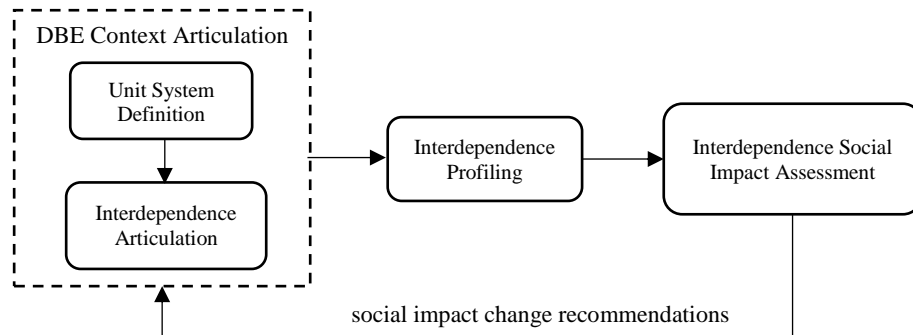 DBE Context Articulation
Unit System
Definition
Interdependence
Articulation
Interdependence
Profiling
Interdependence Social
Impact Assessment
social impact change recommendations